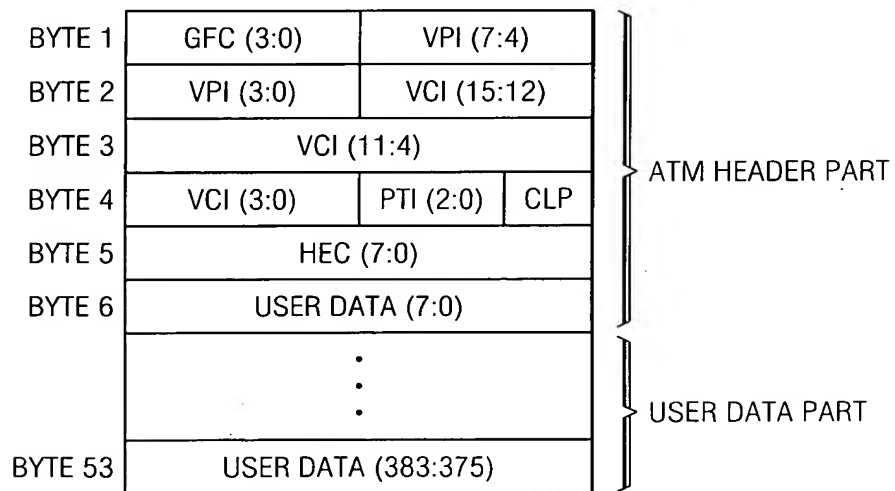 BYTE 1 GFC (3:0) VPI (7:4)
BYTE 2 VPI (3:0) VCI (15:12)
BYTE 3 VCI (11:4)
ATM HEADER PART
BYTE 4 VCI (3:0) PTI (2:0) CLP
BYTE 5 HEC (7:0)
BYTE 6 USER DATA (7:0)
USER DATA PART
BYTE 53 USER DATA (383:375)